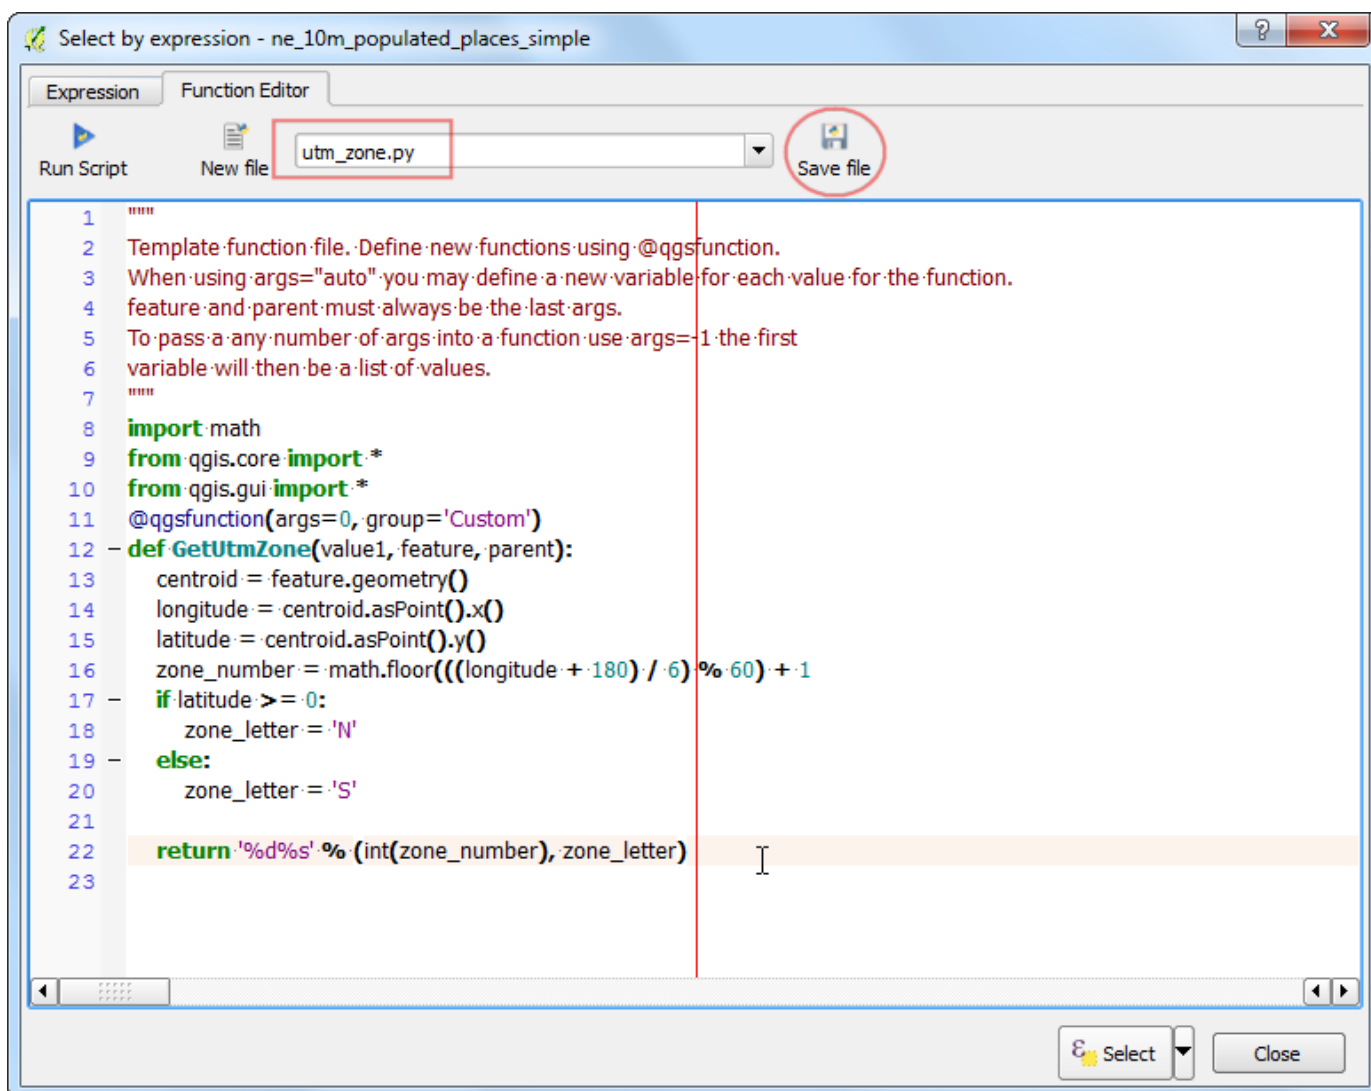 Select by expression - ne_10m_populated_places_simple
Expression
Function Editor
Run Script
New file
utm_zone.py
Save file
1 """
2 Template function file. Define new functions using @qgsfunction.
3 When using args="auto" you may define a new variable for each value for the function.
4 feature and parent must always be the last args.
5 To pass a any number of args into a function use args=-1 the first
6 variable will then be a list of values.
7 """
8 import math
9 from qgis.core import *
10 from qgis.gui import *
11 @qgsfunction(args=0, group='Custom')
12 def GetUtmZone(value1, feature, parent):
13 centroid = feature.geometry()
14 longitude = centroid.asPoint().x()
15 latitude = centroid.asPoint().y()
16 zone_number = math.floor(((longitude + 180) / 6) % 60) + 1
17 if latitude >= 0:
18 zone_letter = 'N'
19 else:
20 zone_letter = 'S'
21
22 return '%d%s' % (int(zone_number), zone_letter)
23
Select
Close